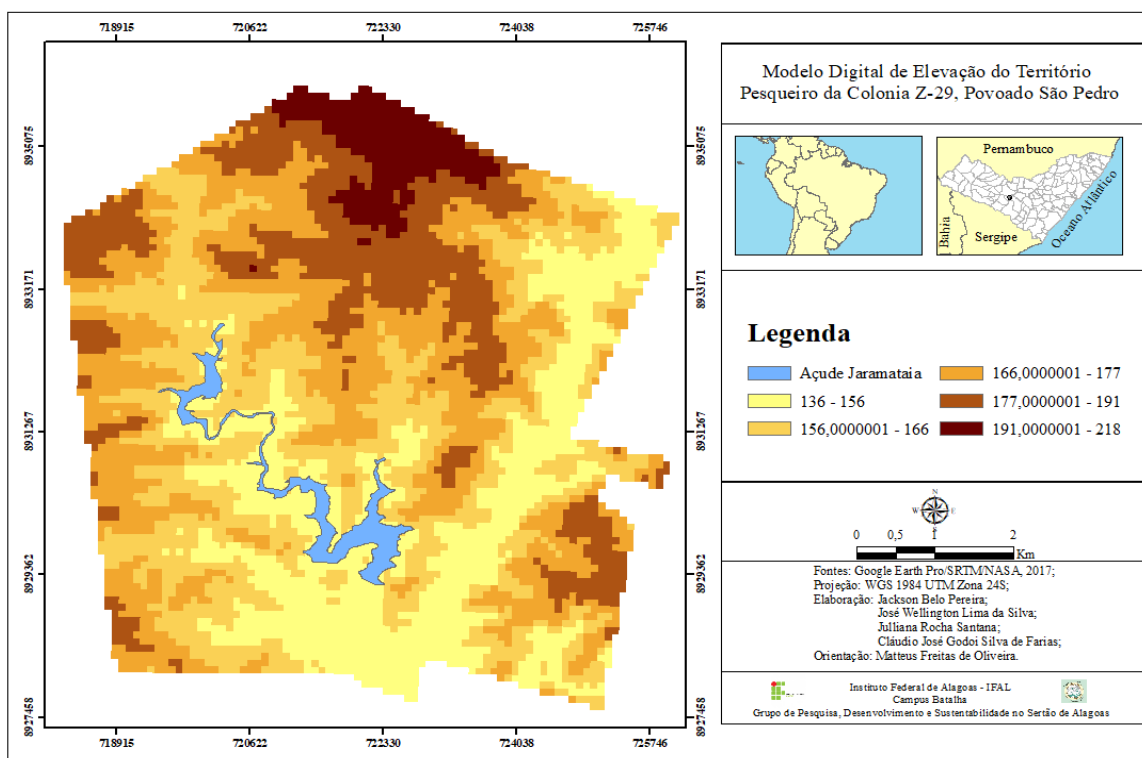 718915 720622 722330 724038 725746
8935075
8933171
8931267
8929362
8927458
8935075
8933171
8931267
8929362
8927458
718915 720622 722330 724038 725746
Modelo Digital de Elevação do Território
Pesqueiro da Colonia Z-29, Povoado São Pedro
Pernambuco
Bahia
Sergipe
Oceano Atlântico
Legenda
Açude Jaramataia
136 - 156
156,0000001 - 166
166,0000001 - 177
177,0000001 - 191
191,0000001 - 218
N
W E
S
0 0,5 1 2
Km
Fontes: Google Earth Pro/SRTM/NASA, 2017;
Projeção: WGS 1984 UTM Zona 24S;
Elaboração: Jackson Belo Pereira;
José Wellington Lima da Silva;
Julliana Rocha Santana;
Cláudio José Godoi Silva de Farias;
Orientação: Matteus Freitas de Oliveira.
Instituto Federal de Alagoas - IFAL
Campus Batalha
Grupo de Pesquisa, Desenvolvimento e Sustentabilidade no Sertão de Alagoas